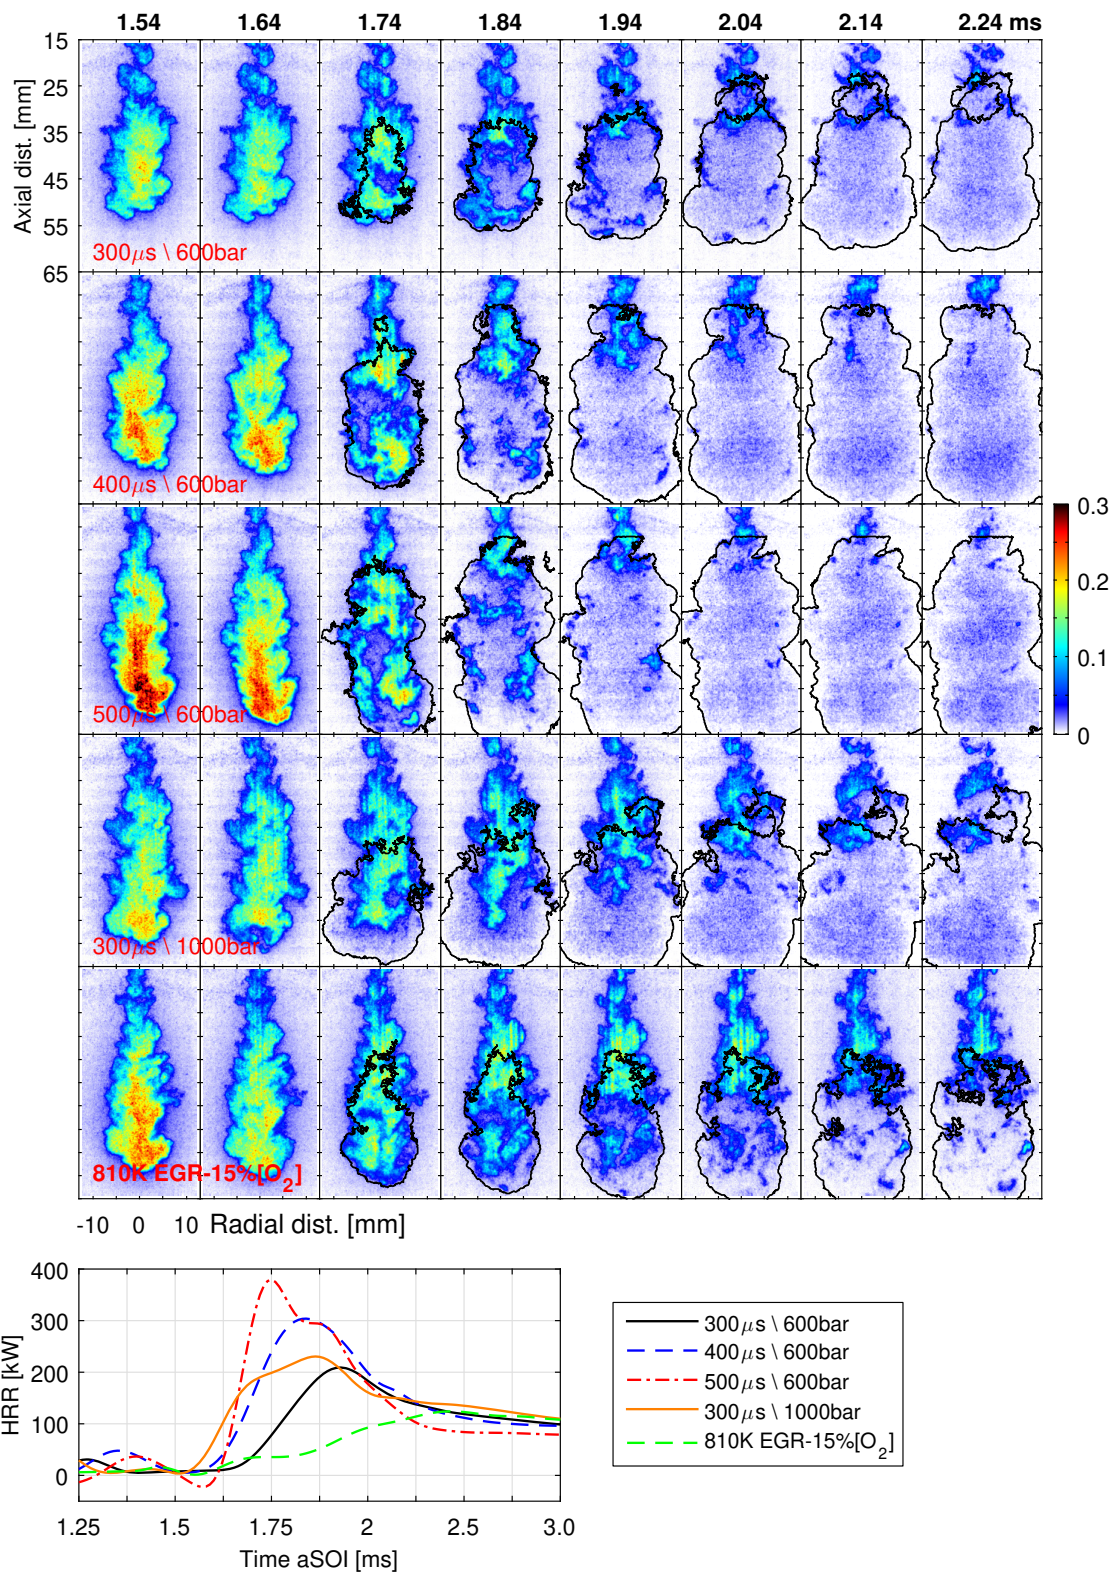 1.54 1.64 1.74 1.84 1.94 2.04 2.14 2.24 ms
15
25
35
45
55
65
Axial dist. [mm]
300μs \ 600bar
400μs \ 600bar
0.3
0.2
0.1
0
500μs \ 600bar
300μs \ 1000bar
810K EGR-15%[O₂]
-10 0 10 Radial dist. [mm]
400
300
200
100
0
HRR [kW]
1.25 1.5 1.75 2 2.5 3.0
Time aSOI [ms]
300μs \ 600bar
400μs \ 600bar
500μs \ 600bar
300μs \ 1000bar
810K EGR-15%[O₂]